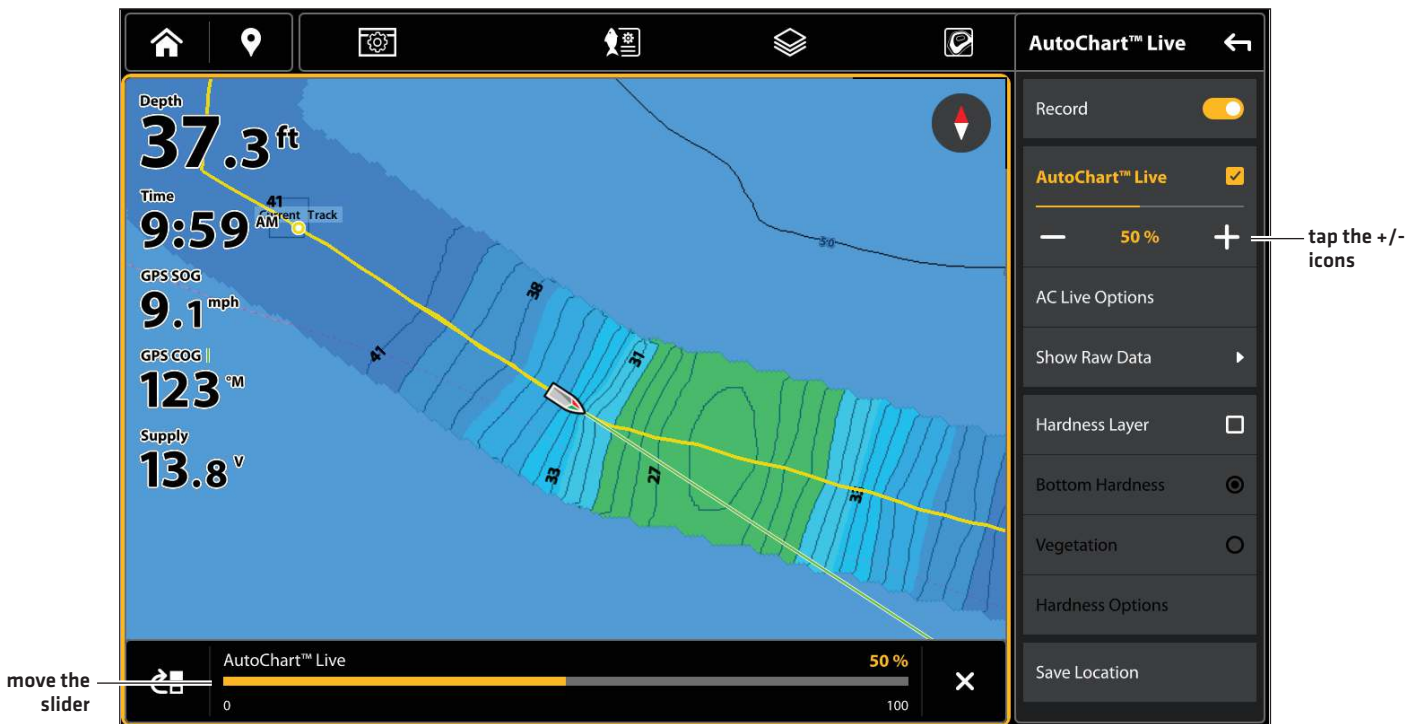 AutoChart™ Live
Depth
37.3 ft
Time
9:59 AM
GPS SOG
9.1 mph
GPS COG
123 °M
Supply
13.8 V
41
Current Track
50
38
41
31
33
27
Record
AutoChart™ Live
50 %
tap the +/-
icons
AC Live Options
Show Raw Data
Hardness Layer
Bottom Hardness
Vegetation
Hardness Options
Save Location
move the
slider
AutoChart™ Live 50 %
0 100